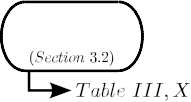 (Section 3.2)
Table III, X